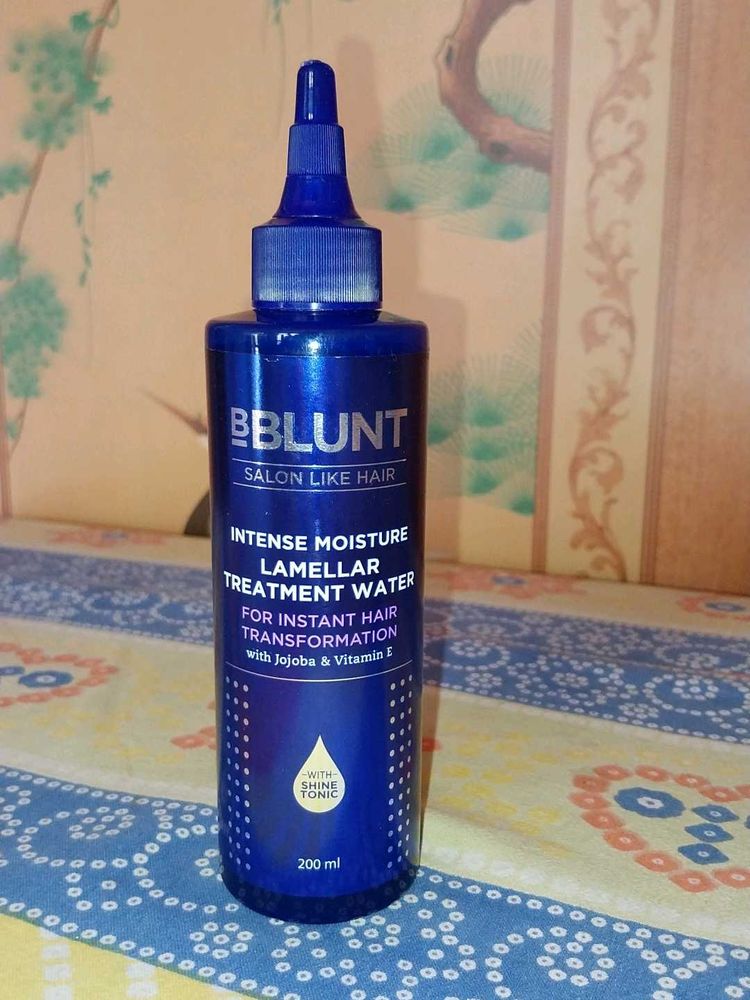 BBLUNT
SALON LIKE HAIR
INTENSE MOISTURE
LAMELLAR
TREATMENT WATER
FOR INSTANT HAIR
TRANSFORMATION
with Jojoba & Vitamin E
–WITH–
SHINE
TONIC
200 ml